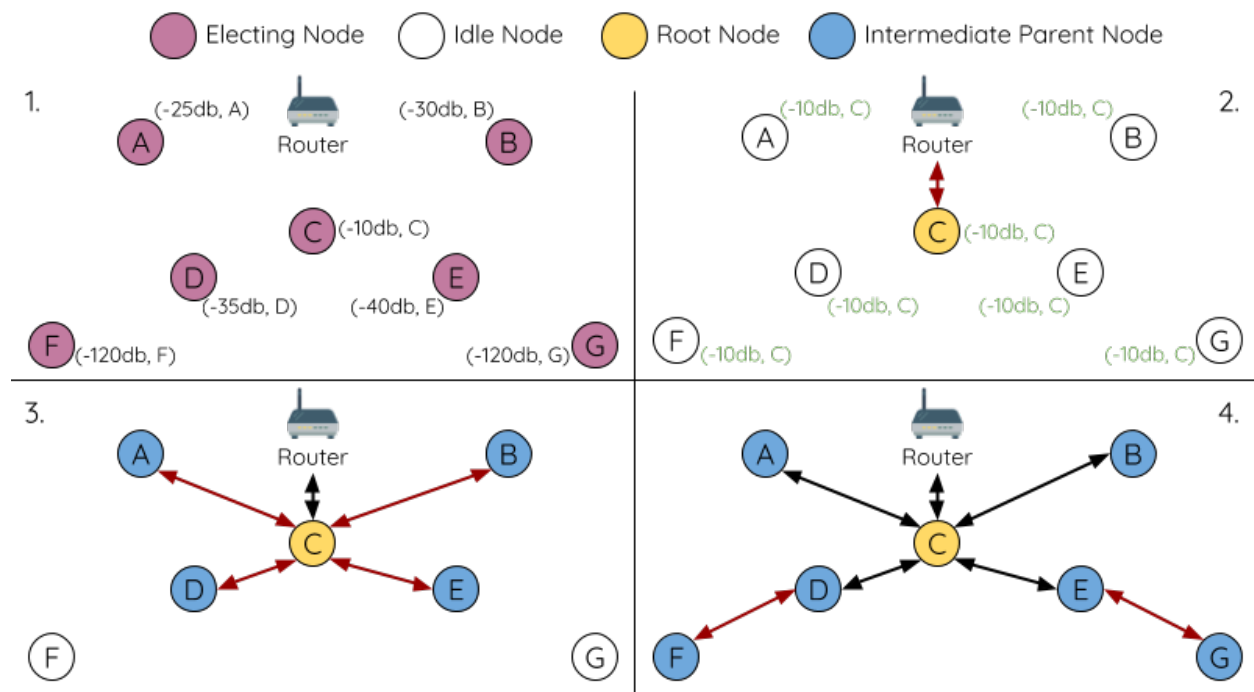 Electing Node Idle Node Root Node Intermediate Parent Node
1.
(-25db, A)
(-30db, B)
A
Router
B
C
(-10db, C)
D
E
(-35db, D)
(-40db, E)
F
(-120db, F)
(-120db, G)
G
2.
(-10db, C)
(-10db, C)
A
Router
B
C
(-10db, C)
D
E
(-10db, C)
(-10db, C)
F
(-10db, C)
(-10db, C)
G
3.
A
Router
B
C
D
E
F
G
4.
A
Router
B
C
D
E
F
G